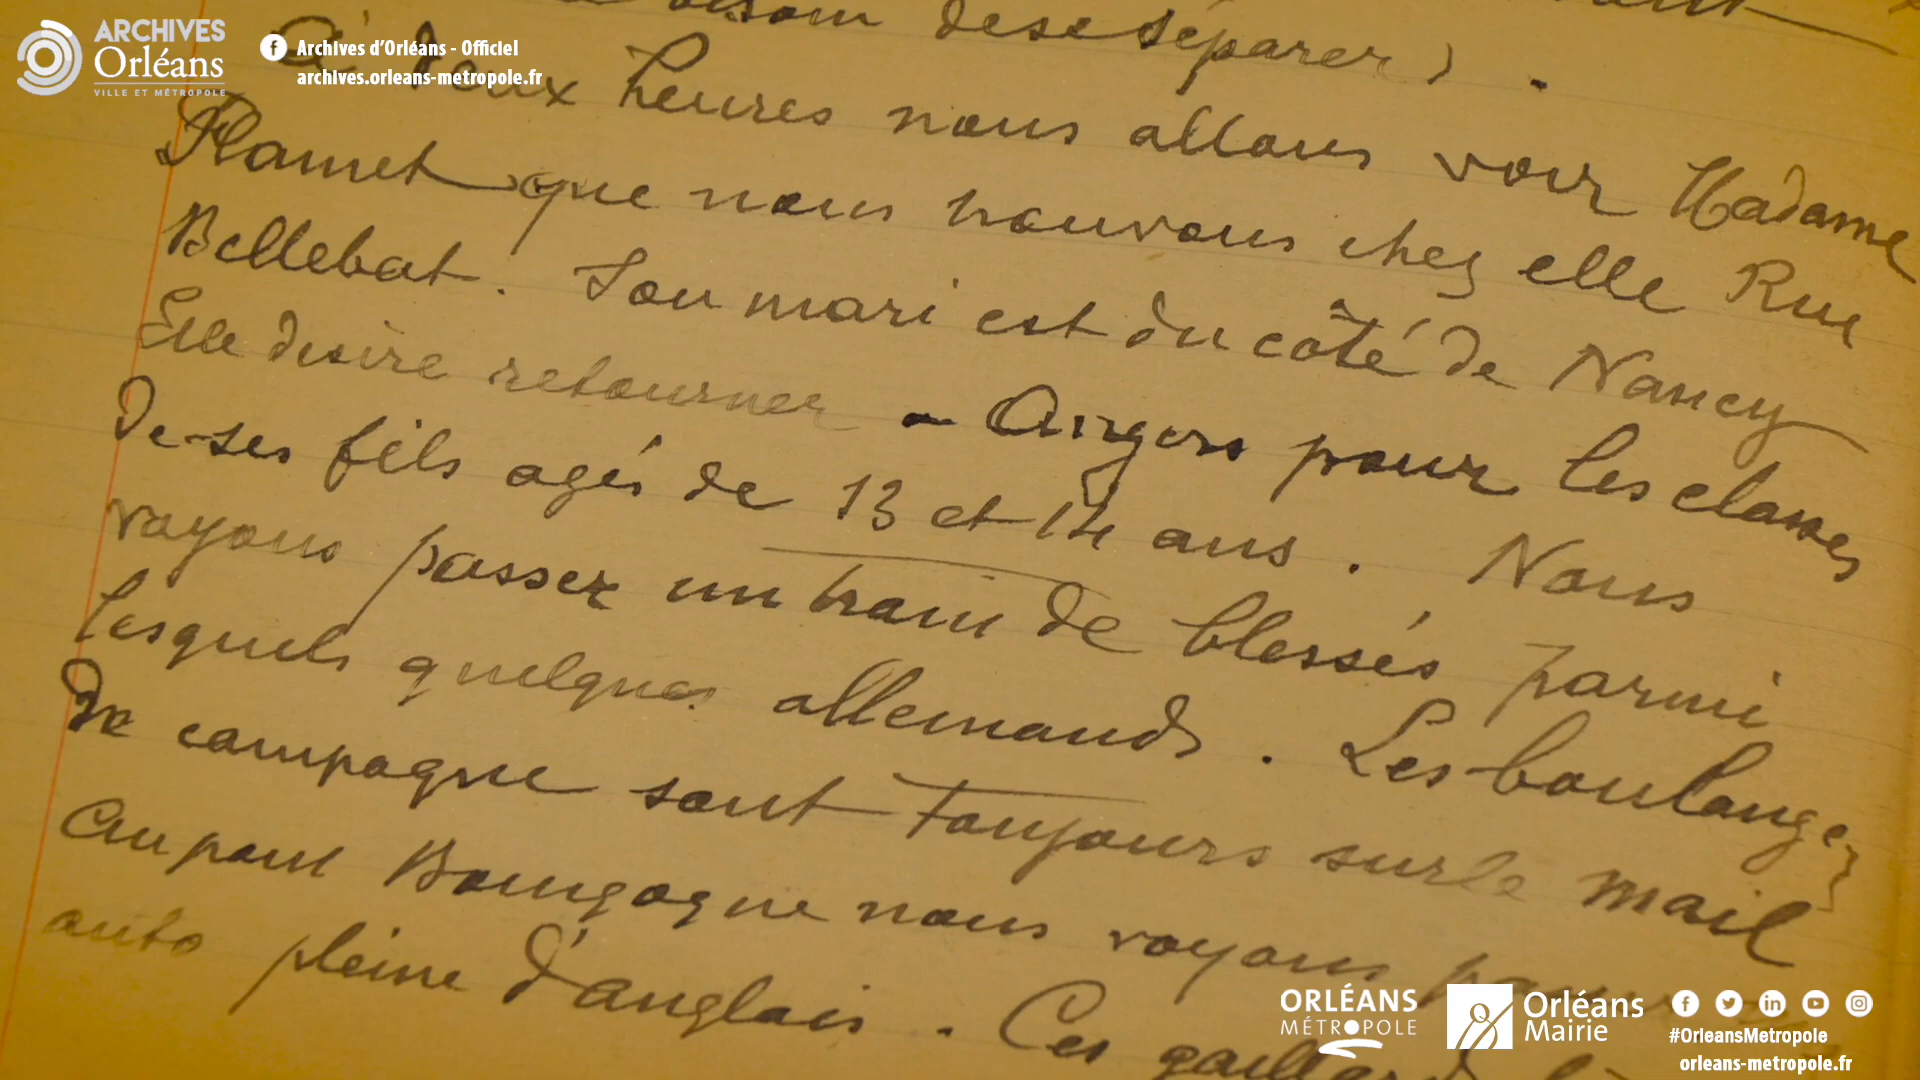 ARCHIVES
Orléans
VILLE ET MÉTROPOLE
Archives d'Orléans - Officiel
archives.orleans-metropole.fr
de se séparer).
A deux heures nous allons voir Madame
Flamet que nous trouvons chez elle Rue
Bellebat. Son mari est du côté de Nancy
Elle desire retourner a Angers pour les classes
de ses fils agés de 13 et 14 ans. Nous
voyons passer un train de blessés parmi
lesquels quelques allemands. Les boulangeries
de campagne sont toujours sur le mail
Au pont Bourgogne nous voyons
auto pleine d'anglais. Ces
ORLÉANS
MÉTROPOLE
Orléans
Mairie
#OrleansMetropole
orleans-metropole.fr